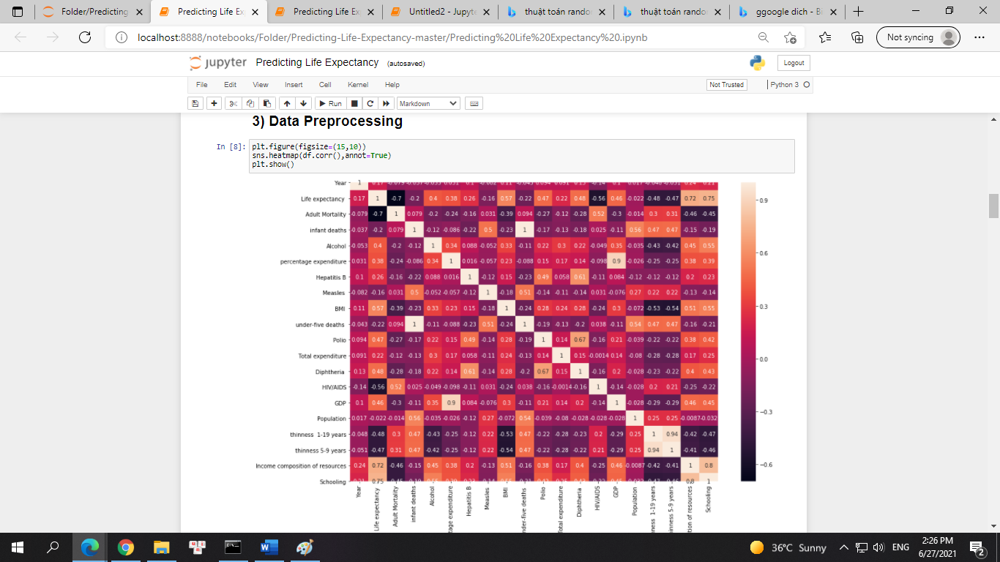 Folder/Predicting
Predicting Life Ex
Predicting Life Ex
Untitled2 - Jupyte
thuật toán rando
thuật toán rando
ggoogle dich - Bi
localhost:8888/notebooks/Folder/Predicting-Life-Expectancy-master/Predicting%20Life%20Expectancy%20.ipynb
Not syncing
jupyter Predicting Life Expectancy (autosaved)
Logout
File Edit View Insert Cell Kernel Help
Not Trusted
Python 3
Run
Markdown
3) Data Preprocessing
In [8]:
plt.figure(figsize=(15,10))
sns.heatmap(df.corr(),annot=True)
plt.show()
Year 1
Life expectancy 0.17 1 -0.7 -0.2 0.4 0.38 0.26 -0.16 0.57 -0.22 0.47 0.22 0.48 -0.56 0.46 -0.022 -0.48 -0.47 0.72 0.75
Adult Mortality -0.079 -0.7 1 0.079 -0.2 -0.24 -0.16 0.031 -0.39 0.094 -0.27 -0.12 -0.28 0.52 -0.3 -0.014 0.3 0.31 -0.46 -0.45
infant deaths -0.037 -0.2 0.079 1 -0.12 -0.086 -0.22 0.5 -0.23 1 -0.17 -0.13 -0.18 0.025 -0.11 0.56 0.47 0.47 -0.15 -0.19
Alcohol -0.053 0.4 -0.2 -0.12 1 0.34 0.088 -0.052 0.33 -0.11 0.22 0.3 0.22 -0.049 0.35 -0.035 -0.43 -0.42 0.45 0.55
percentage expenditure 0.031 0.38 -0.24 -0.086 0.34 1 0.016 -0.057 0.23 -0.088 0.15 0.17 0.14 -0.098 0.9 -0.026 -0.25 -0.25 0.38 0.39
Hepatitis B 0.1 0.26 -0.16 -0.22 0.088 0.016 1 -0.12 0.15 -0.23 0.49 0.058 0.61 -0.11 0.084 -0.12 -0.12 -0.12 0.2 0.23
Measles -0.082 -0.16 0.031 0.5 -0.052 -0.057 -0.12 1 -0.18 0.51 -0.14 -0.11 -0.14 0.031 -0.076 0.27 0.22 0.22 -0.13 -0.14
BMI 0.11 0.57 -0.39 -0.23 0.33 0.23 0.15 -0.18 1 -0.24 0.28 0.24 0.28 -0.24 0.3 -0.072 -0.53 -0.54 0.51 0.55
under-five deaths -0.043 -0.22 0.094 1 -0.11 -0.088 -0.23 0.51 -0.24 1 -0.19 -0.13 -0.2 0.038 -0.11 0.54 0.47 0.47 -0.16 -0.21
Polio 0.094 0.47 -0.27 -0.17 0.22 0.15 0.49 -0.14 0.28 -0.19 1 0.14 0.67 -0.16 0.21 -0.039 -0.22 -0.22 0.38 0.42
Total expenditure 0.091 0.22 -0.12 -0.13 0.3 0.17 0.058 -0.11 0.24 -0.13 0.14 1 0.15 -0.0014 0.14 -0.08 -0.28 -0.28 0.17 0.25
Diphtheria 0.13 0.48 -0.28 -0.18 0.22 0.14 0.61 -0.14 0.28 -0.2 0.67 0.15 1 -0.16 0.2 -0.028 -0.23 -0.22 0.4 0.43
HIV/AIDS -0.14 -0.56 0.52 0.025 -0.049 -0.098 -0.11 0.031 -0.24 0.038 -0.16 -0.0014 -0.16 1 -0.14 -0.028 0.2 0.21 -0.25 -0.22
GDP 0.1 0.46 -0.3 -0.11 0.35 0.9 0.084 -0.076 0.3 -0.11 0.21 0.14 0.2 -0.14 1 -0.028 -0.29 -0.29 0.46 0.45
Population 0.017 -0.022 -0.014 0.56 -0.035 -0.026 -0.12 0.27 -0.072 0.54 -0.039 -0.08 -0.028 -0.028 -0.028 1 0.25 0.25 -0.0087 -0.032
thinness 1-19 years -0.048 -0.48 0.3 0.47 -0.43 -0.25 -0.12 0.22 -0.53 0.47 -0.22 -0.28 -0.23 0.2 -0.29 0.25 1 0.94 -0.42 -0.47
thinness 5-9 years -0.051 -0.47 0.31 0.47 -0.42 -0.25 -0.12 0.22 -0.54 0.47 -0.22 -0.28 -0.22 0.21 -0.29 0.25 0.94 1 -0.41 -0.46
Income composition of resources 0.24 0.72 -0.46 -0.15 0.45 0.38 0.2 -0.13 0.51 -0.16 0.38 0.17 0.4 -0.25 0.46 -0.0087 -0.42 -0.41 1 0.8
Schooling 0.75 0.8 1
0.9
0.6
0.3
0.0
-0.3
-0.6
Year
Life expectancy
Adult Mortality
infant deaths
Alcohol
tage expenditure
Hepatitis B
Measles
BMI
nder-five deaths
Polio
Total expenditure
Diphtheria
HIV/AIDS
GDP
Population
ness 1-19 years
inness 5-9 years
tion of resources
Schooling
36°C Sunny
ENG
2:26 PM
6/27/2021
2